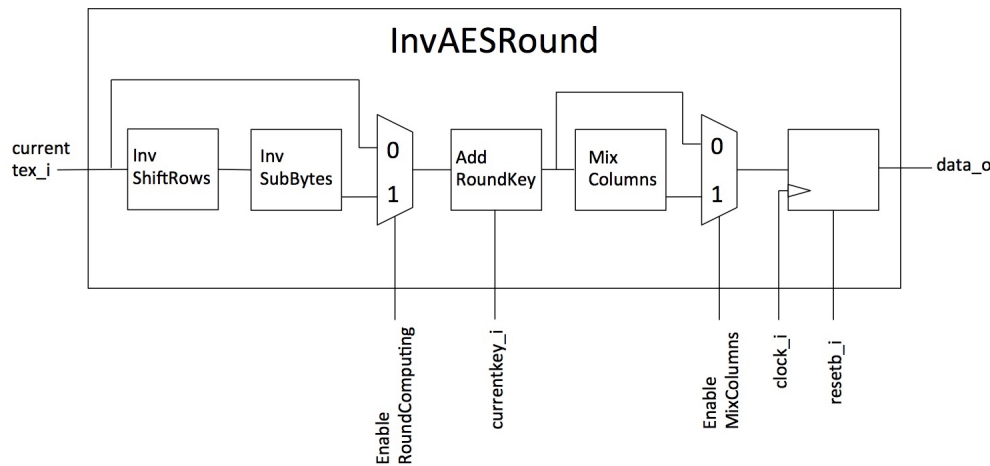 InvAESRound
current
tex_i
Inv
ShiftRows
Inv
SubBytes
0
1
Add
RoundKey
Mix
Columns
0
1
data_o
Enable
RoundComputing
currentkey_i
Enable
MixColumns
clock_i
resetb_i